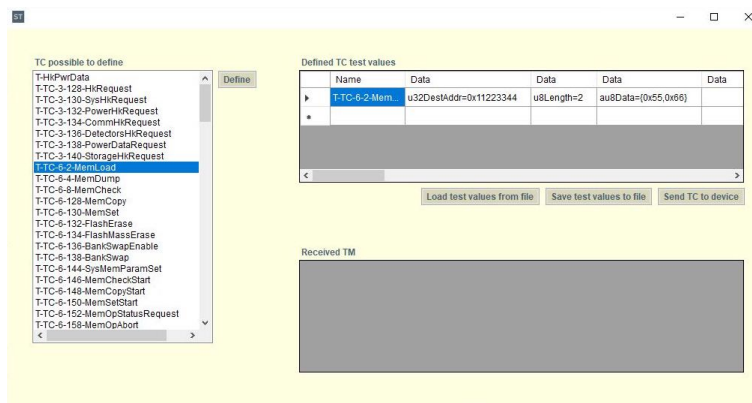 ST
TC possible to define
T-HkPwrData
T-TC-3-128-HkRequest
T-TC-3-130-SysHkRequest
T-TC-3-132-PowerHkRequest
T-TC-3-134-CommHkRequest
T-TC-3-136-DetectorsHkRequest
T-TC-3-138-PowerDataRequest
T-TC-3-140-StorageHkRequest
T-TC-6-2-MemLoad
T-TC-6-4-MemDump
T-TC-6-8-MemCheck
T-TC-6-128-MemCopy
T-TC-6-130-MemSet
T-TC-6-132-FlashErase
T-TC-6-134-FlashMassErase
T-TC-6-136-BankSwapEnable
T-TC-6-138-BankSwap
T-TC-6-144-SysMemParamSet
T-TC-6-146-MemCheckStart
T-TC-6-148-MemCopyStart
T-TC-6-150-MemSetStart
T-TC-6-152-MemOpStatusRequest
T-TC-6-158-MemOpAbort
Define
Defined TC test values
Name Data Data Data Data
T-TC-6-2-Mem... u32DestAddr=0x11223344 u8Length=2 au8Data={0x55,0x66}
Load test values from file Save test values to file Send TC to device
Received TM